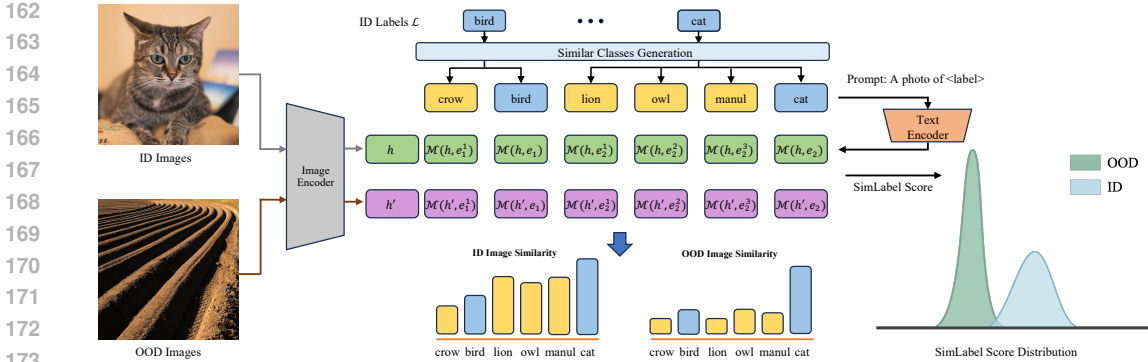 162
163
164
165
166
167
168
169
170
171
172
173
ID Labels ℒ
bird
• • •
cat
Similar Classes Generation
crow bird lion owl manul cat
Prompt: A photo of <label>
Text
Encoder
ID Images
Image
Encoder
h ℳ(h, e₁¹) ℳ(h, e₁) ℳ(h, e₂¹) ℳ(h, e₂²) ℳ(h, e₂³) ℳ(h, e₂)
h′ ℳ(h′, e₁¹) ℳ(h′, e₁) ℳ(h′, e₂¹) ℳ(h′, e₂²) ℳ(h′, e₂³) ℳ(h′, e₂)
SimLabel Score
OOD
ID
ID Image Similarity
crow bird lion owl manul cat
OOD Image Similarity
crow bird lion owl manul cat
OOD Images
SimLabel Score Distribution